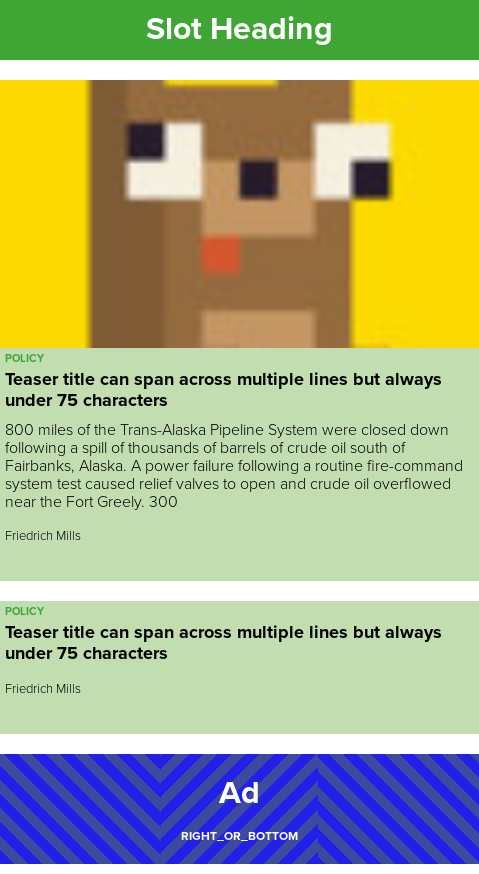 Slot Heading
POLICY
Teaser title can span across multiple lines but always
under 75 characters
800 miles of the Trans-Alaska Pipeline System were closed down
following a spill of thousands of barrels of crude oil south of
Fairbanks, Alaska. A power failure following a routine fire-command
system test caused relief valves to open and crude oil overflowed
near the Fort Greely. 300
Friedrich Mills
POLICY
Teaser title can span across multiple lines but always
under 75 characters
Friedrich Mills
Ad
RIGHT_OR_BOTTOM